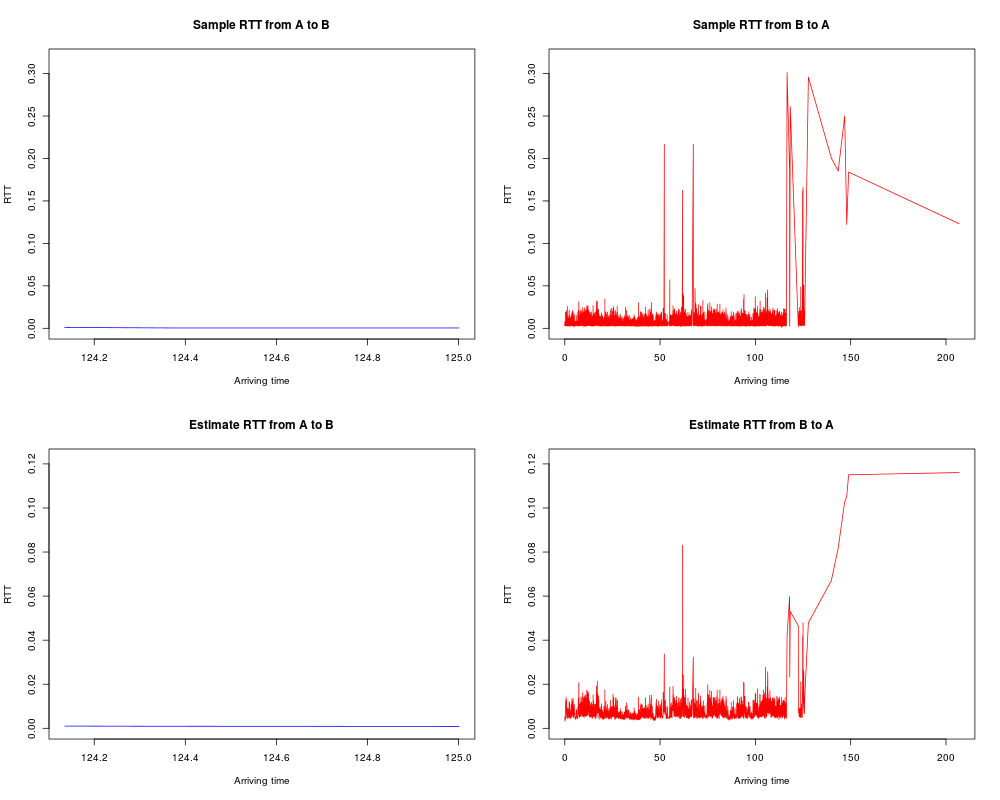 Sample RTT from A to B
RTT
0.00 0.05 0.10 0.15 0.20 0.25 0.30
124.2 124.4 124.6 124.8 125.0
Arriving time
Sample RTT from B to A
RTT
0.00 0.05 0.10 0.15 0.20 0.25 0.30
0 50 100 150 200
Arriving time
Estimate RTT from A to B
RTT
0.00 0.02 0.04 0.06 0.08 0.10 0.12
124.2 124.4 124.6 124.8 125.0
Arriving time
Estimate RTT from B to A
RTT
0.00 0.02 0.04 0.06 0.08 0.10 0.12
0 50 100 150 200
Arriving time